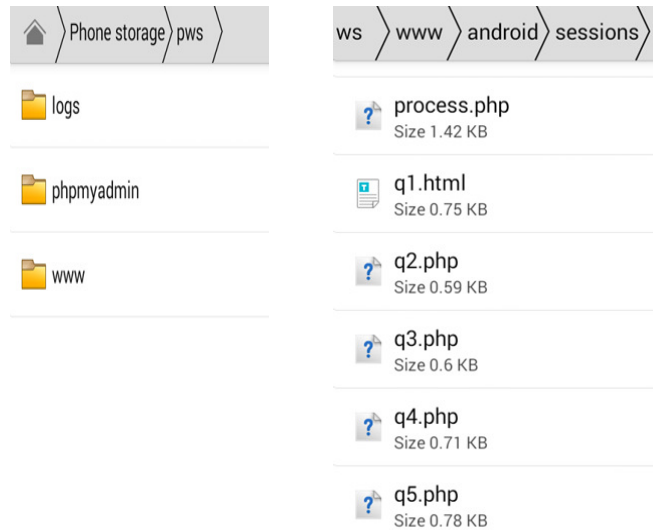 Phone storage pws
logs
phpmyadmin
www
ws www android sessions
process.php
Size 1.42 KB
q1.html
Size 0.75 KB
q2.php
Size 0.59 KB
q3.php
Size 0.6 KB
q4.php
Size 0.71 KB
q5.php
Size 0.78 KB